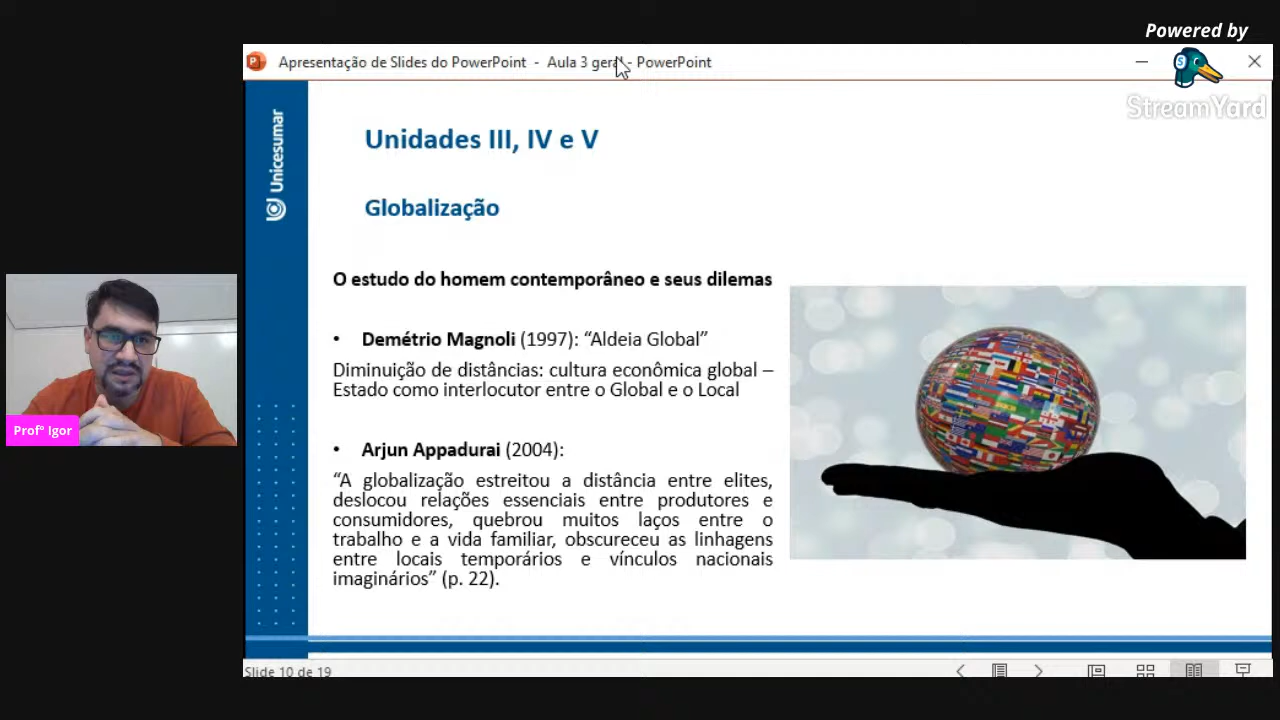 Powered by
StreamYard
Apresentação de Slides do PowerPoint - Aula 3 geral - PowerPoint
Unicesumar
Unidades III, IV e V
Globalização
O estudo do homem contemporâneo e seus dilemas
• Demétrio Magnoli (1997): “Aldeia Global”
Diminuição de distâncias: cultura econômica global –
Estado como interlocutor entre o Global e o Local
• Arjun Appadurai (2004):
“A globalização estreitou a distância entre elites,
deslocou relações essenciais entre produtores e
consumidores, quebrou muitos laços entre o
trabalho e a vida familiar, obscureceu as linhagens
entre locais temporários e vínculos nacionais
imaginários” (p. 22).
Profº Igor
Slide 10 de 19